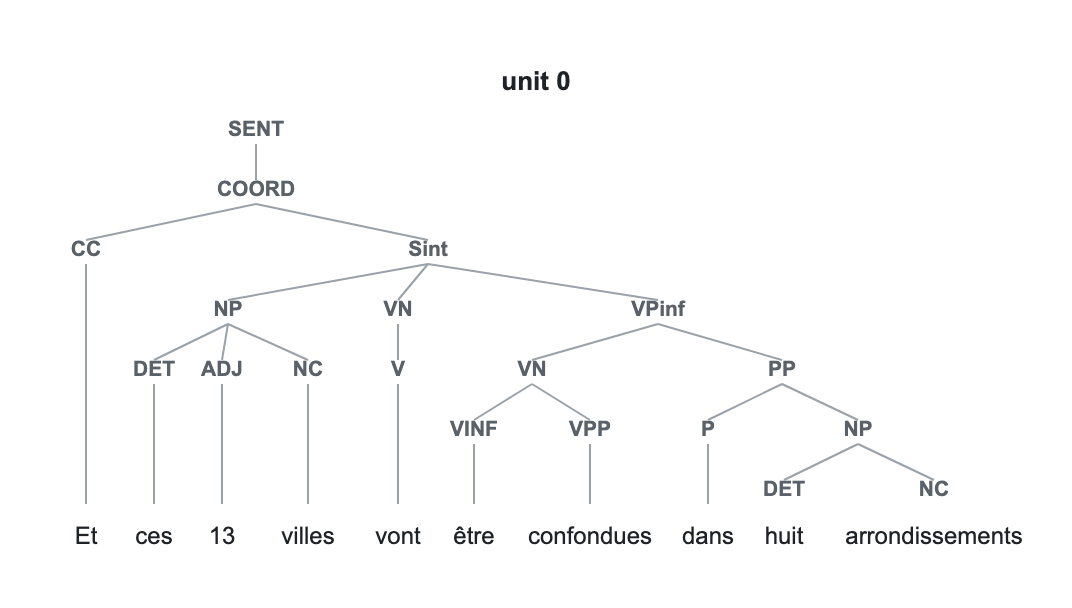 unit 0
SENT
COORD
CC Sint
NP VN VPinf
DET ADJ NC V VN PP
VINF VPP P NP
DET NC
Et ces 13 villes vont être confondues dans huit arrondissements